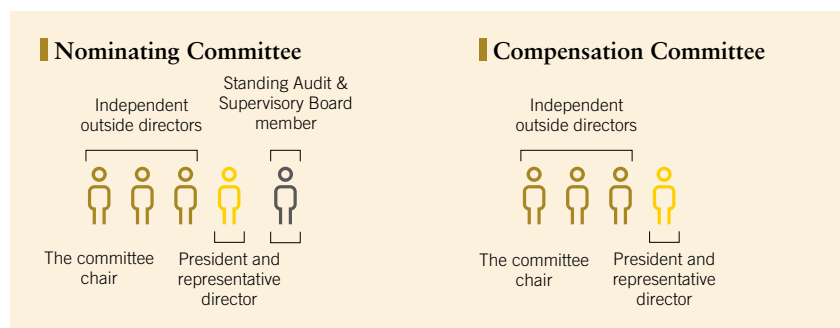 Nominating Committee
Standing Audit &
Supervisory Board
member
Independent
outside directors
The committee
chair
President and
representative
director
Compensation Committee
Independent
outside directors
The committee
chair
President and
representative
director